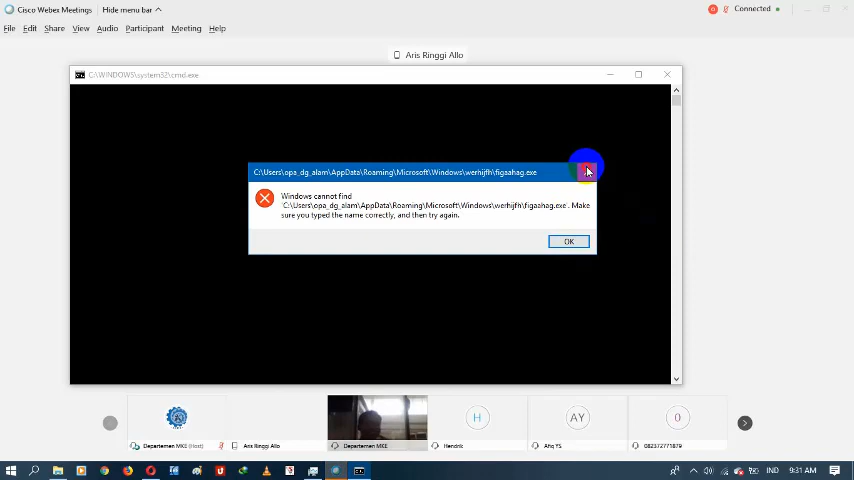 Cisco Webex Meetings
Hide menu bar
Connected
File Edit Share View Audio Participant Meeting Help
Aris Ringgi Allo
C:\WINDOWS\system32\cmd.exe
C:\Users\opa_dg_alam\AppData\Roaming\Microsoft\Windows\werhijfh\figaahag.exe
Windows cannot find
'C:\Users\opa_dg_alam\AppData\Roaming\Microsoft\Windows\werhijfh\figaahag.exe'. Make
sure you typed the name correctly, and then try again.
OK
H
AY
0
Departemen MKE (Host)
Aris Ringgi Allo
Departemen MKE
Hendrik
Afiq YS
082372771879
IND
9:31 AM